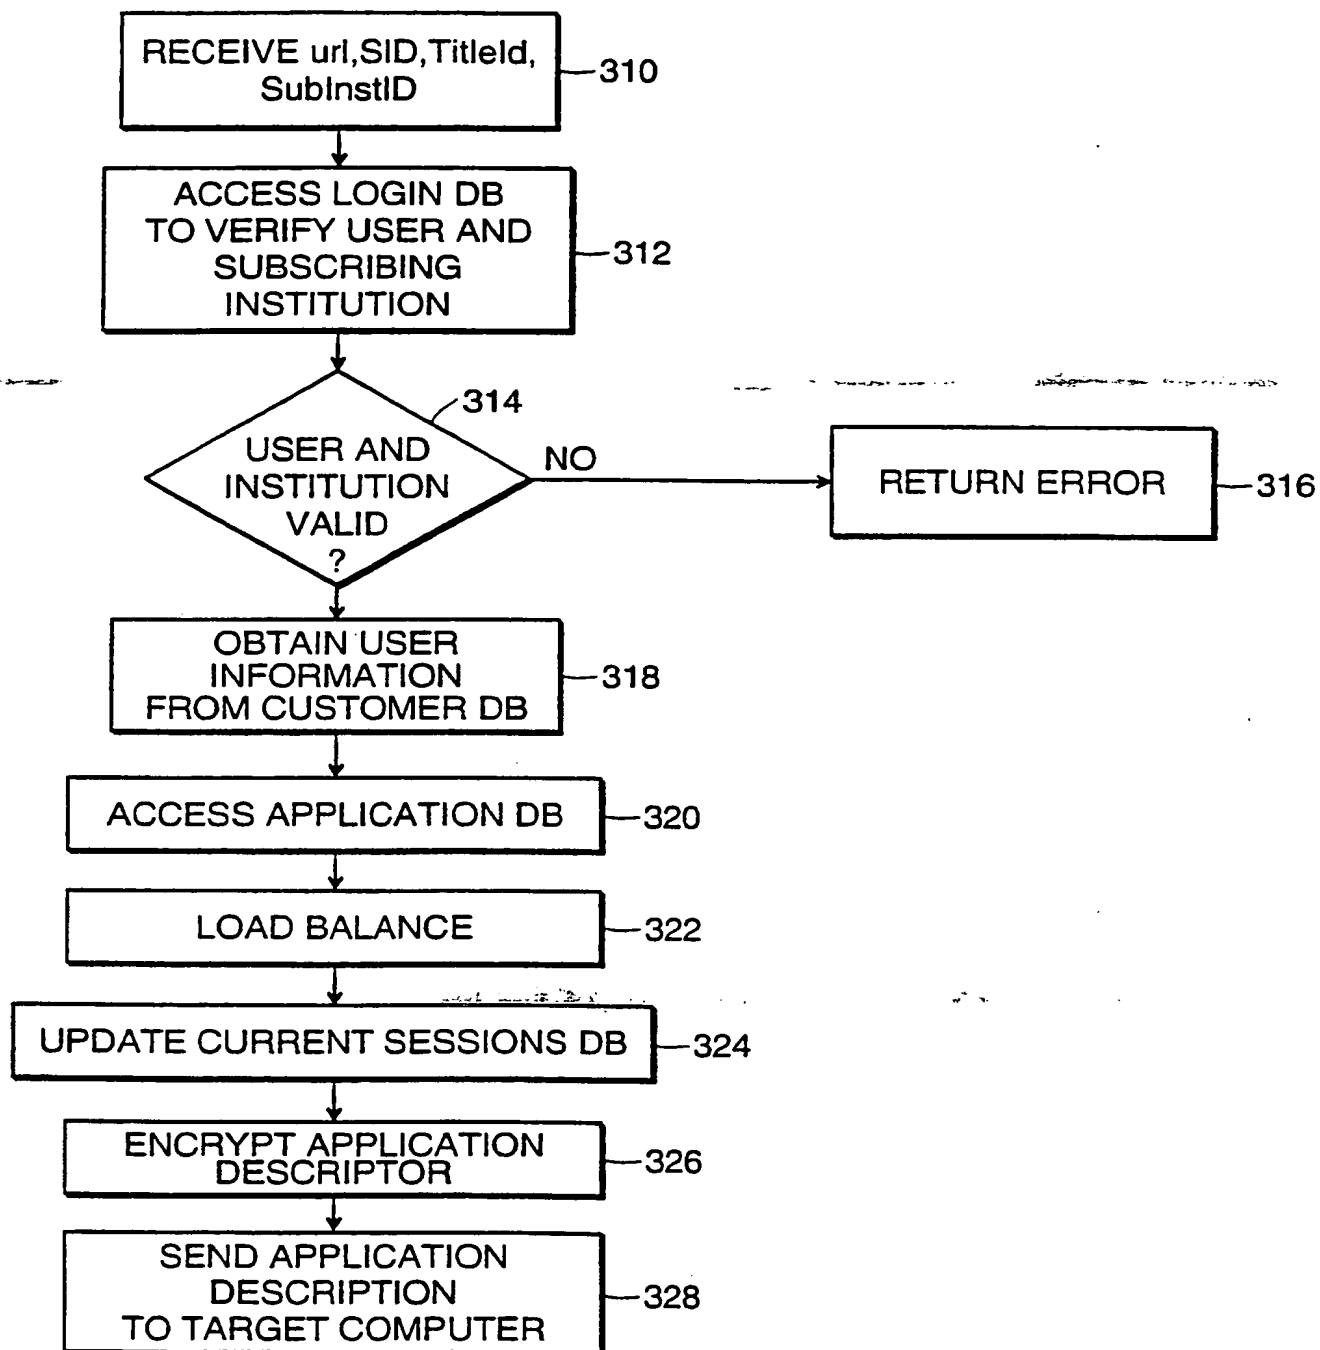 RECEIVE url,SID,TitleId,
SubInstID
310
ACCESS LOGIN DB
TO VERIFY USER AND
SUBSCRIBING
INSTITUTION
312
314
USER AND
INSTITUTION
VALID
?
NO
RETURN ERROR
316
OBTAIN USER
INFORMATION
FROM CUSTOMER DB
318
ACCESS APPLICATION DB
320
LOAD BALANCE
322
UPDATE CURRENT SESSIONS DB
324
ENCRYPT APPLICATION
DESCRIPTOR
326
SEND APPLICATION
DESCRIPTION
TO TARGET COMPUTER
328